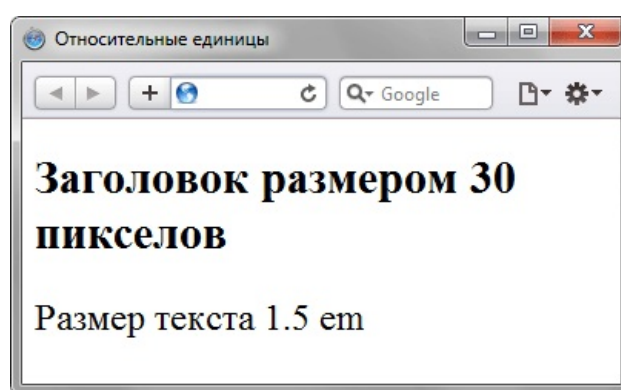 Относительные единицы
Google
Заголовок размером 30
пикселов
Размер текста 1.5 em